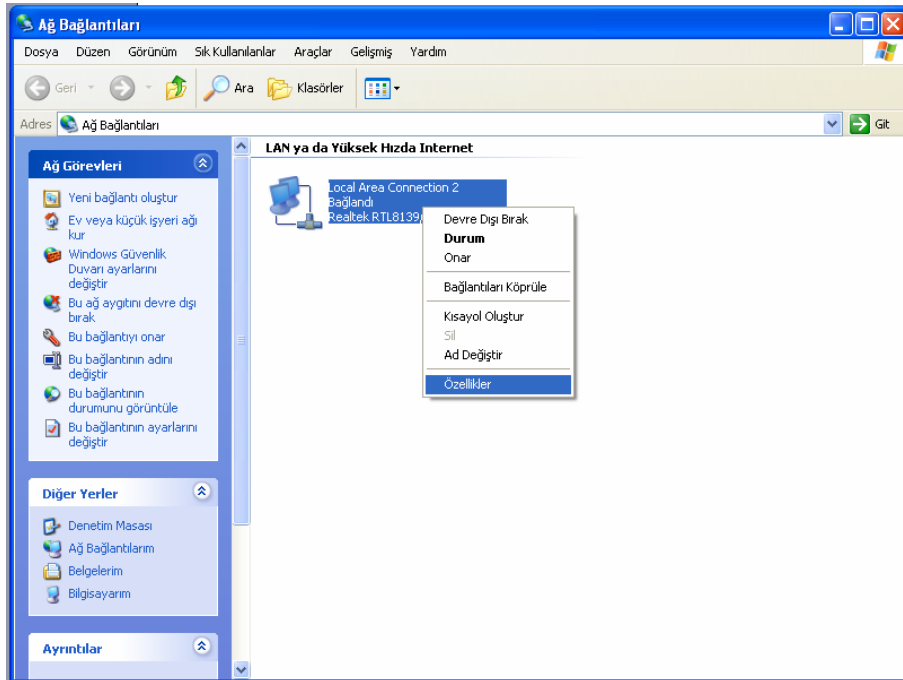 Ağ Bağlantıları
Dosya Düzen Görünüm Sık Kullanılanlar Araçlar Gelişmiş Yardım
Geri Ara Klasörler
Adres Ağ Bağlantıları Git
Ağ Görevleri
Yeni bağlantı oluştur
Ev veya küçük işyeri ağı
kur
Windows Güvenlik
Duvarı ayarlarını
değiştir
Bu ağ aygıtını devre dışı
bırak
Bu bağlantıyı onar
Bu bağlantının adını
değiştir
Bu bağlantının
durumunu görüntüle
Bu bağlantının ayarlarını
değiştir
Diğer Yerler
Denetim Masası
Ağ Bağlantılarım
Belgelerim
Bilgisayarım
Ayrıntılar
LAN ya da Yüksek Hızda Internet
Local Area Connection 2
Bağlandı
Realtek RTL8139
Devre Dışı Bırak
Durum
Onar
Bağlantıları Köprüle
Kısayol Oluştur
Sil
Ad Değiştir
Özellikler